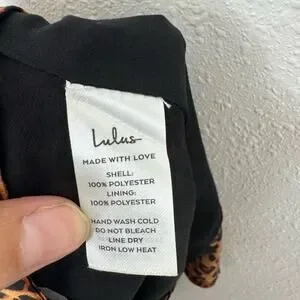 Lulus
MADE WITH LOVE
SHELL:
100% POLYESTER
LINING:
100% POLYESTER
HAND WASH COLD
DO NOT BLEACH
LINE DRY
IRON LOW HEAT